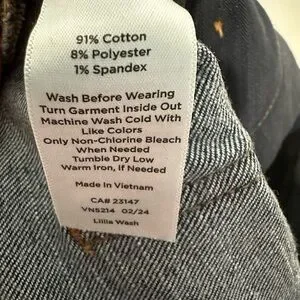 91% Cotton
8% Polyester
1% Spandex
Wash Before Wearing
Turn Garment Inside Out
Machine Wash Cold With
Like Colors
Only Non-Chlorine Bleach
When Needed
Tumble Dry Low
Warm Iron, If Needed
Made in Vietnam
CA# 23147
VN5214 02/24
Lillie Wash